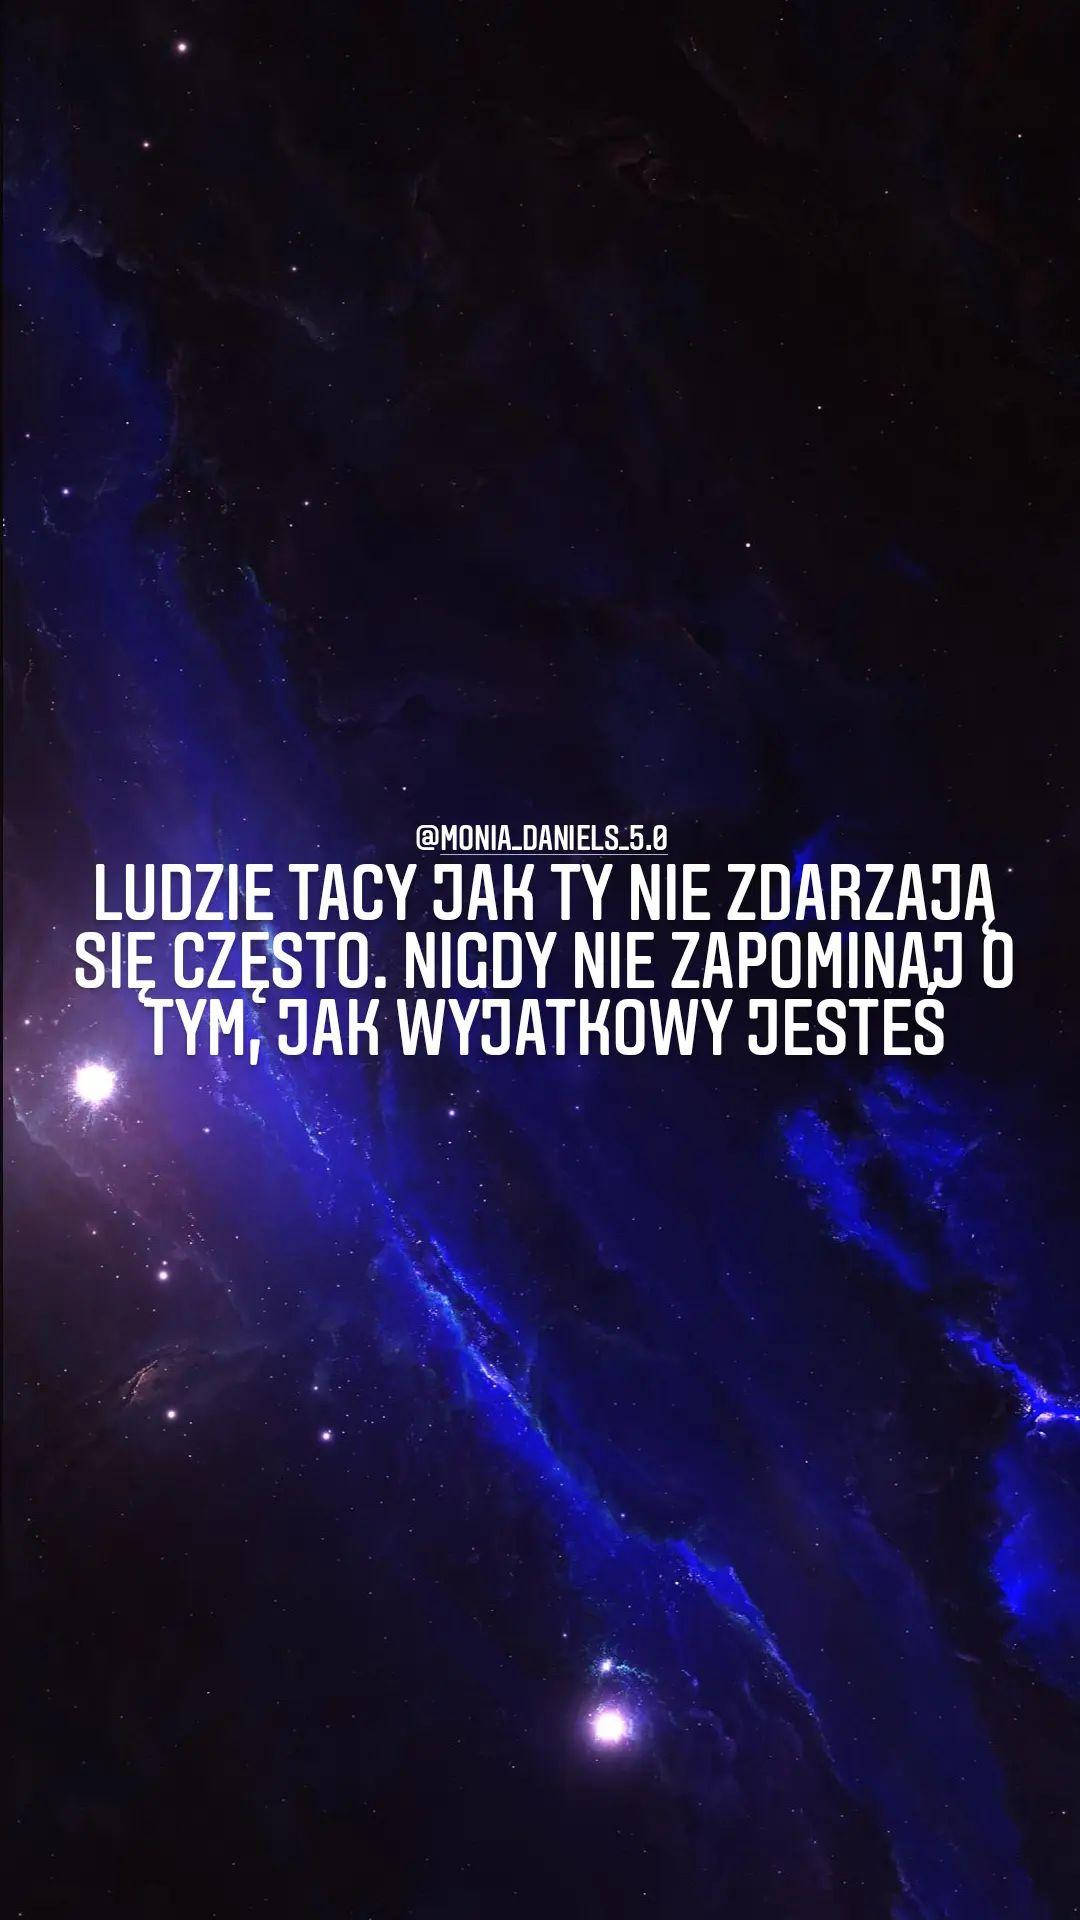 @MONIA_DANIELS_5.0
LUDZIE TACY JAK TY NIE ZDARZAJĄ
SIĘ CZĘSTO. NIGDY NIE ZAPOMINAJ O
TYM, JAK WYJATKOWY JESTEŚ